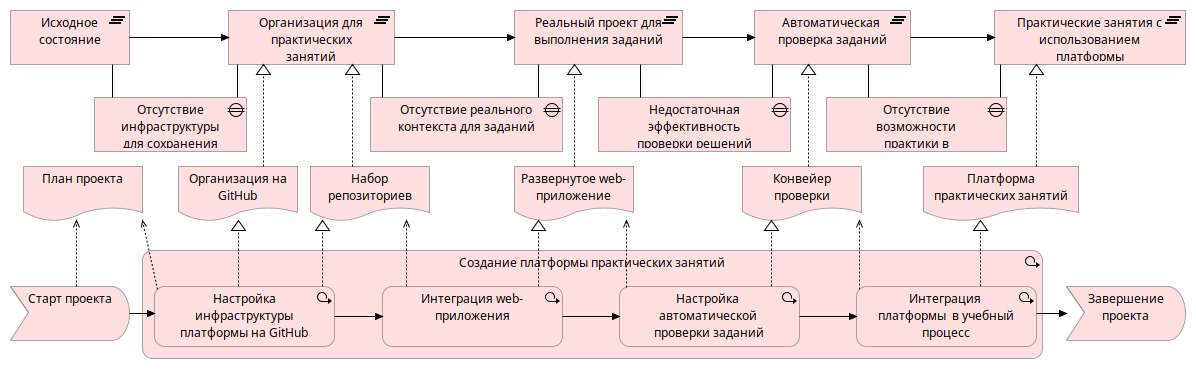 Исходное
состояние
Организация для
практических
занятий
Реальный проект для
выполнения заданий
Автоматическая
проверка заданий
Практические занятия с
использованием
платформы
Отсутствие
инфраструктуры
для сохранения
Отсутствие реального
контекста для заданий
Недостаточная
эффективность
проверки решений
Отсутствие
возможности
практики в
План проекта
Организация на
GitHub
Набор
репозиториев
Развернутое web-
приложение
Конвейер
проверки
Платформа
практических занятий
Создание платформы практических занятий
Старт проекта
Настройка
инфраструктуры
платформы на GitHub
Интеграция web-
приложения
Настройка
автоматической
проверки заданий
Интеграция
платформы в учебный
процесс
Завершение
проекта